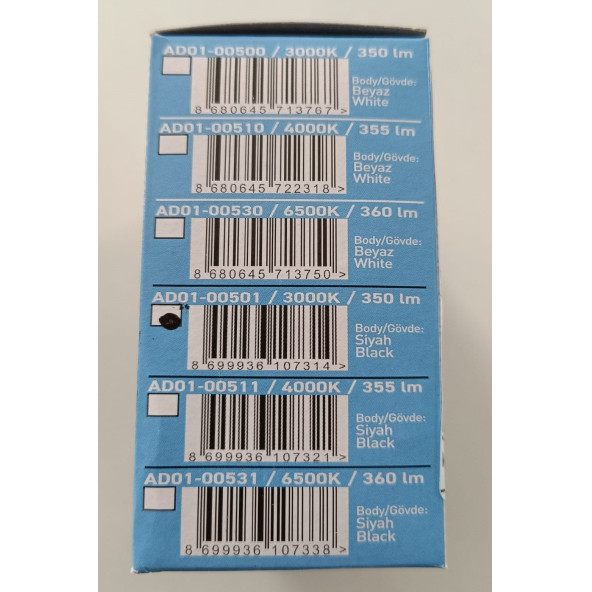 AD01-00500 / 3000K / 350 lm
Body/Gövde:
Beyaz
White
8 680645 713767>
AD01-00510 / 4000K / 355 lm
Body/Gövde:
Beyaz
White
8 680645 722318>
AD01-00530 / 6500K / 360 lm
Body/Gövde:
Beyaz
White
8 680645 713750>
AD01-00501 / 3000K / 350 lm
Body/Gövde:
Siyah
Black
8 699936 107314>
AD01-00511 / 4000K / 355 lm
Body/Gövde:
Siyah
Black
8 699936 107321>
AD01-00531 / 6500K / 360 lm
Body/Gövde:
Siyah
Black
8 699936 107338>